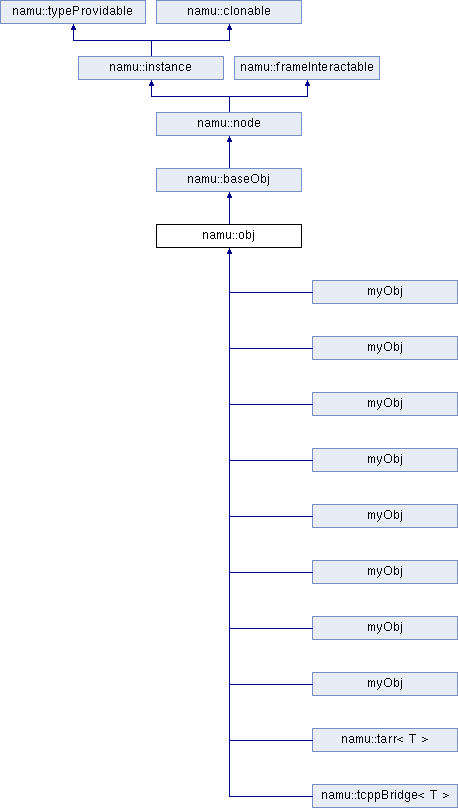 namu::typeProvidable
namu::clonable
namu::instance
namu::frameInteractable
namu::node
namu::baseObj
namu::obj
myObj
myObj
myObj
myObj
myObj
myObj
myObj
myObj
namu::tarr< T >
namu::tcppBridge< T >